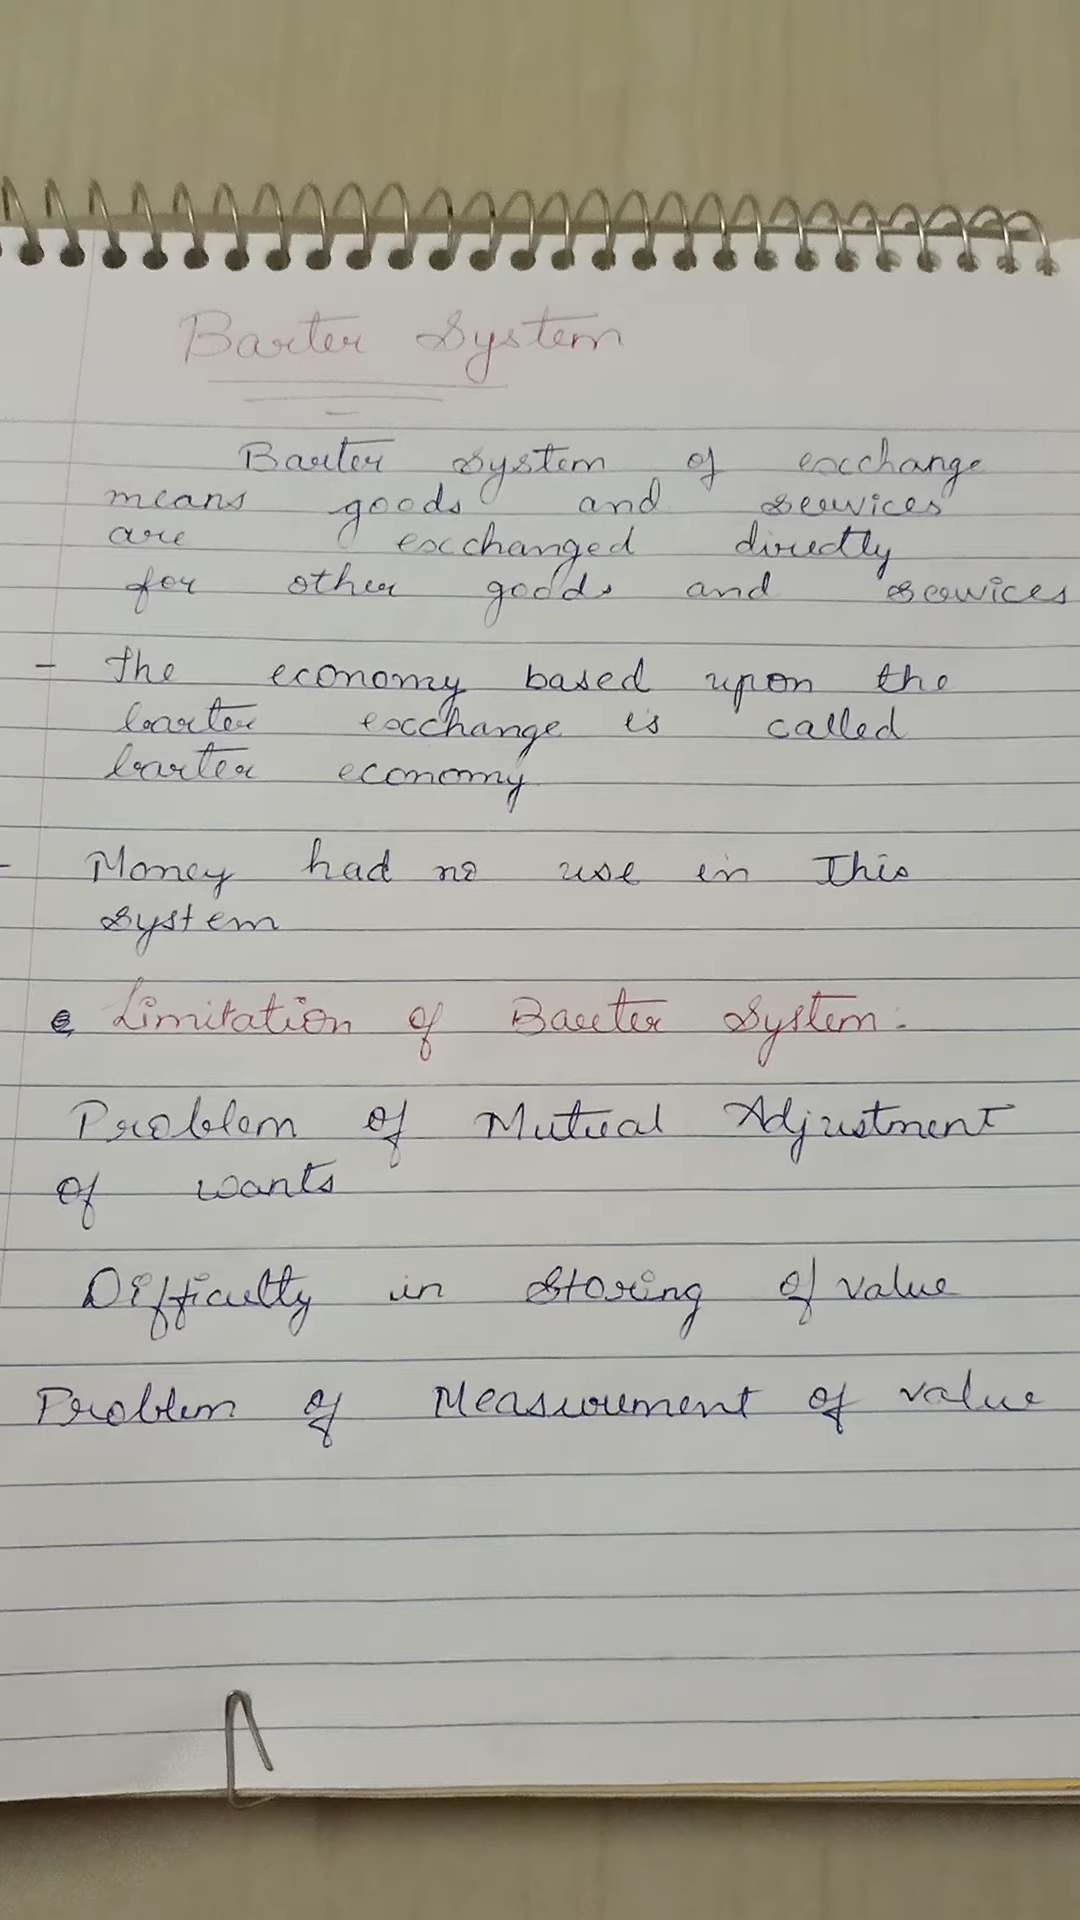 Barter System
Barter system of exchange
means goods and services
are exchanged directly
for other goods and services
- The economy based upon the
barter exchange is called
barter economy
- Money had no use in This
system
Limitation of Barter System.
Problem of Mutual Adjustment
of wants
Difficulty in Storing of value
Problem of Measurement of value